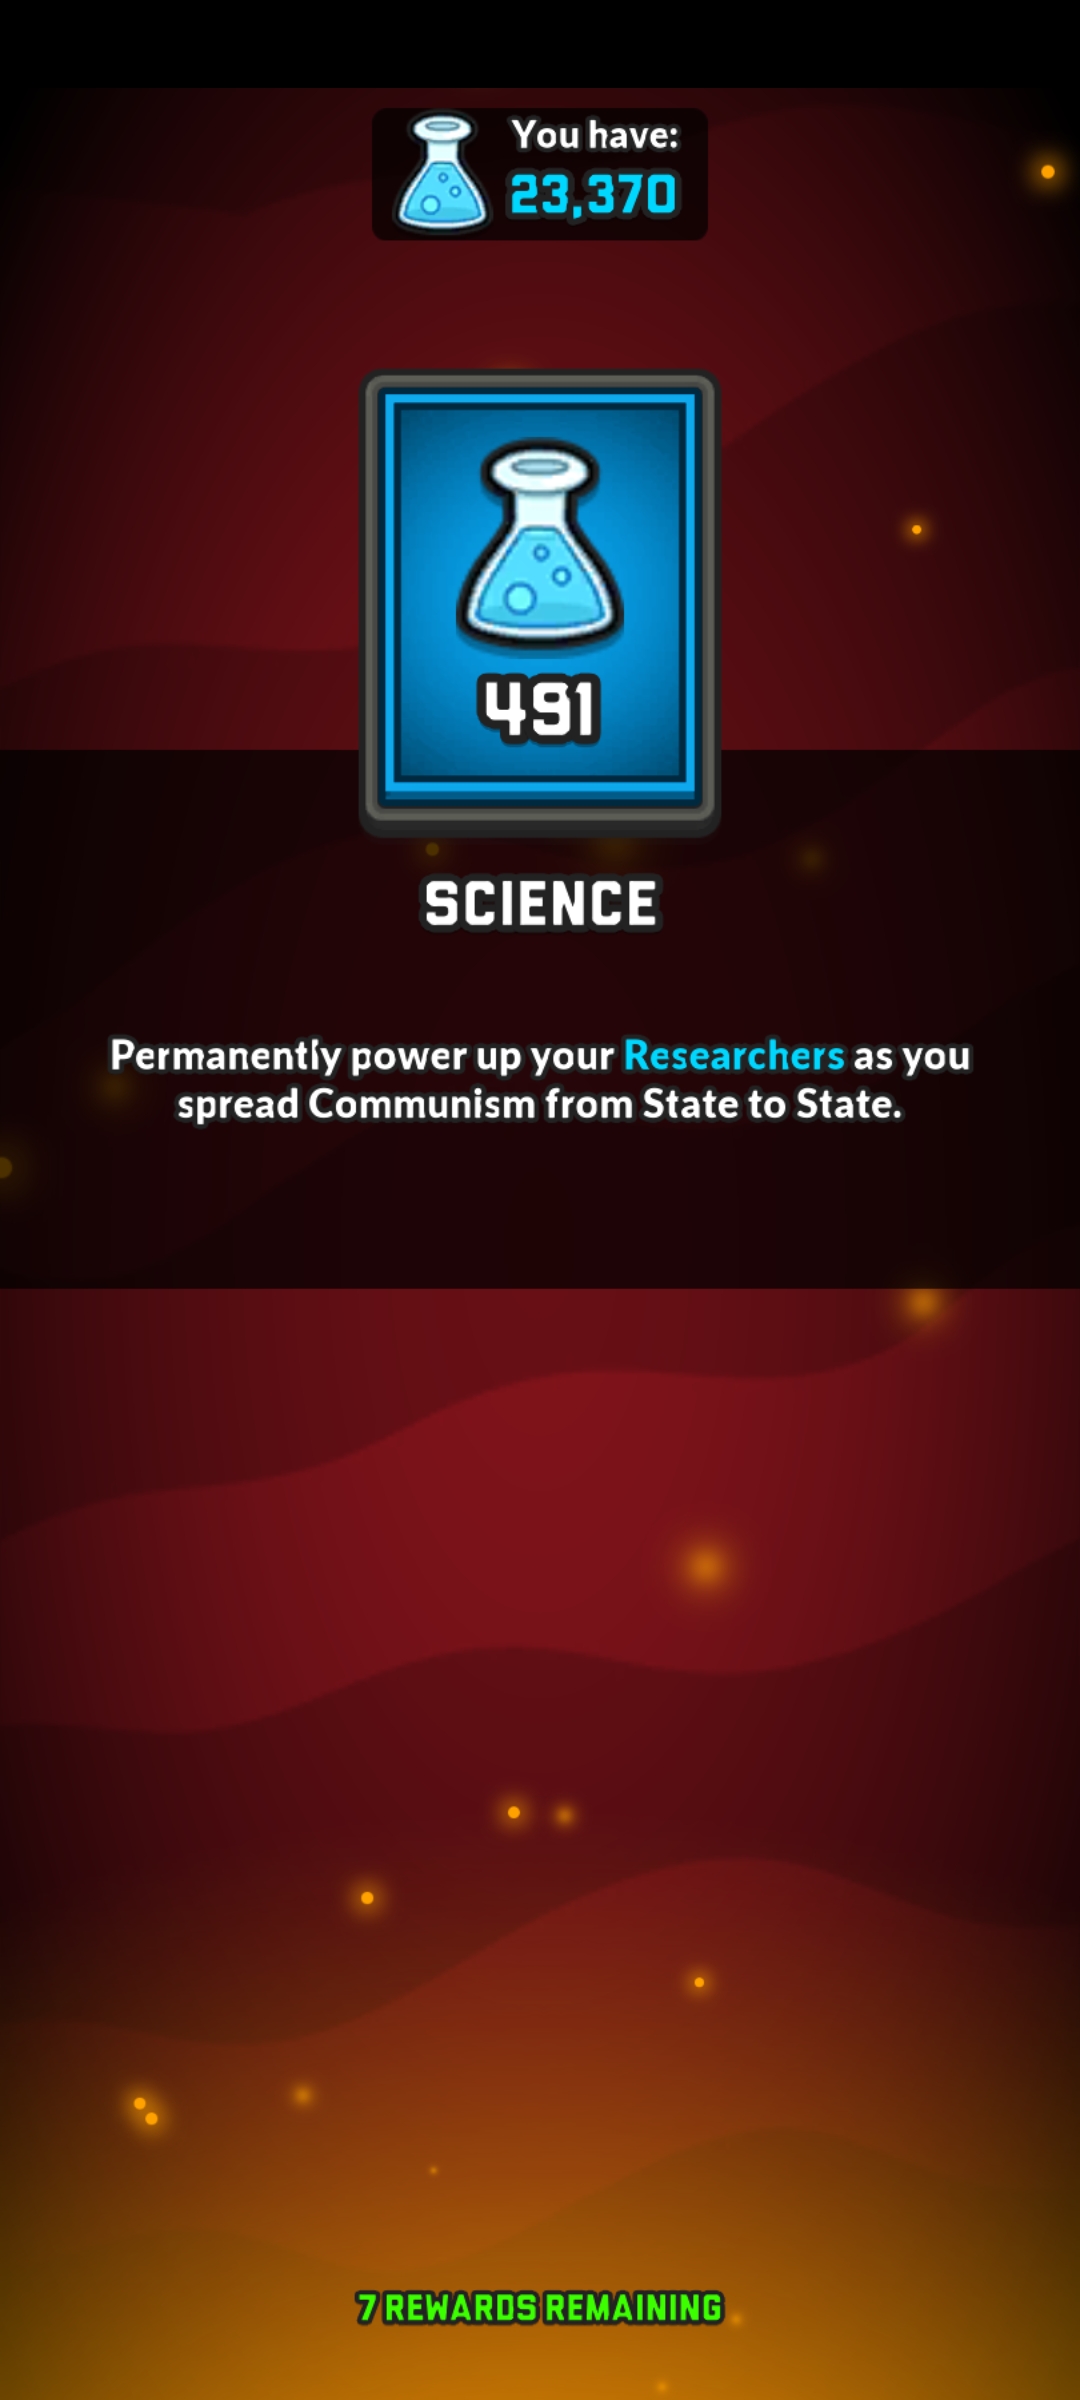 You have:
23,370
491
SCIENCE
Permanently power up your Researchers as you
spread Communism from State to State.
7 REWARDS REMAINING